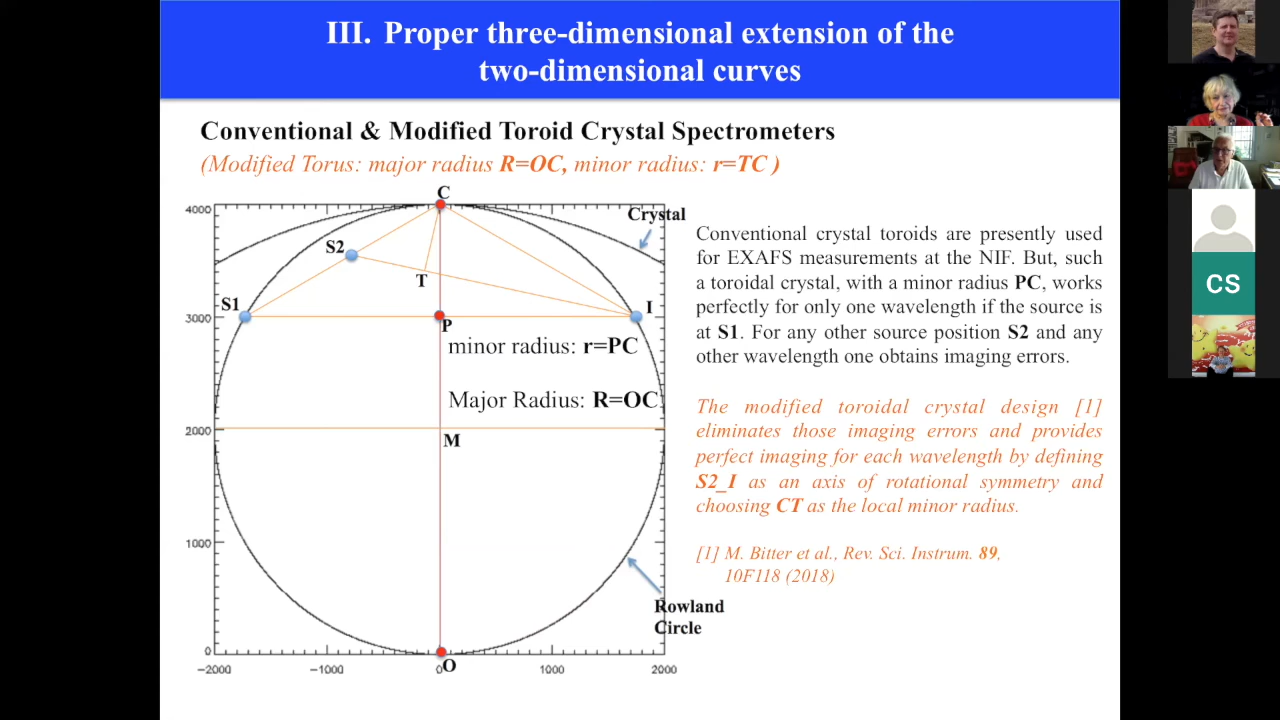 III. Proper three-dimensional extension of the
two-dimensional curves
Conventional & Modified Toroid Crystal Spectrometers
(Modified Torus: major radius R=OC, minor radius: r=TC )
C
4000
Crystal
S2
T
S1
I
3000
P
minor radius: r=PC
Major Radius: R=OC
2000
M
1000
Rowland
Circle
0
O
−2000
−1000
0
1000
2000
Conventional crystal toroids are presently used
for EXAFS measurements at the NIF. But, such
a toroidal crystal, with a minor radius PC, works
perfectly for only one wavelength if the source is
at S1. For any other source position S2 and any
other wavelength one obtains imaging errors.
The modified toroidal crystal design [1]
eliminates those imaging errors and provides
perfect imaging for each wavelength by defining
S2_I as an axis of rotational symmetry and
choosing CT as the local minor radius.
[1] M. Bitter et al., Rev. Sci. Instrum. 89,
10F118 (2018)
CS